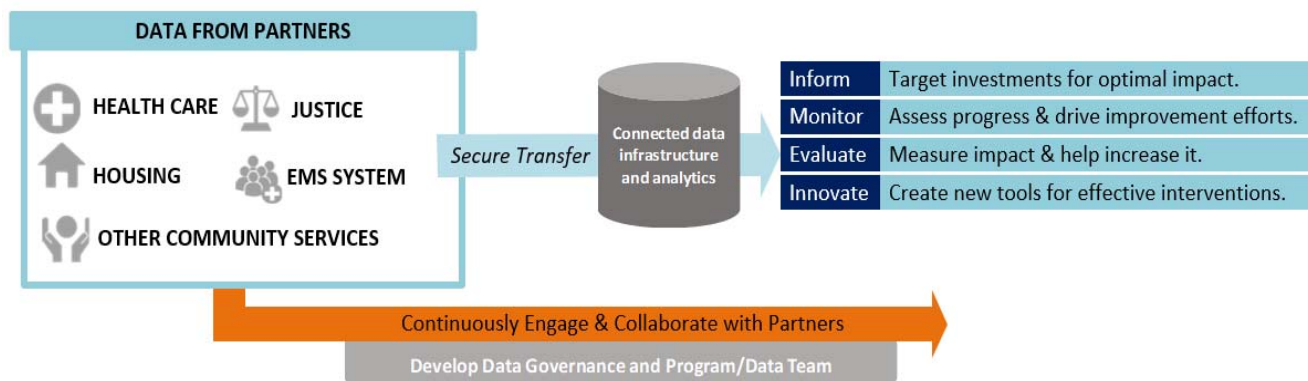 DATA FROM PARTNERS
HEALTH CARE
JUSTICE
HOUSING
EMS SYSTEM
OTHER COMMUNITY SERVICES
Secure Transfer
Connected data
infrastructure
and analytics
Inform Target investments for optimal impact.
Monitor Assess progress & drive improvement efforts.
Evaluate Measure impact & help increase it.
Innovate Create new tools for effective interventions.
Continuously Engage & Collaborate with Partners
Develop Data Governance and Program/Data Team